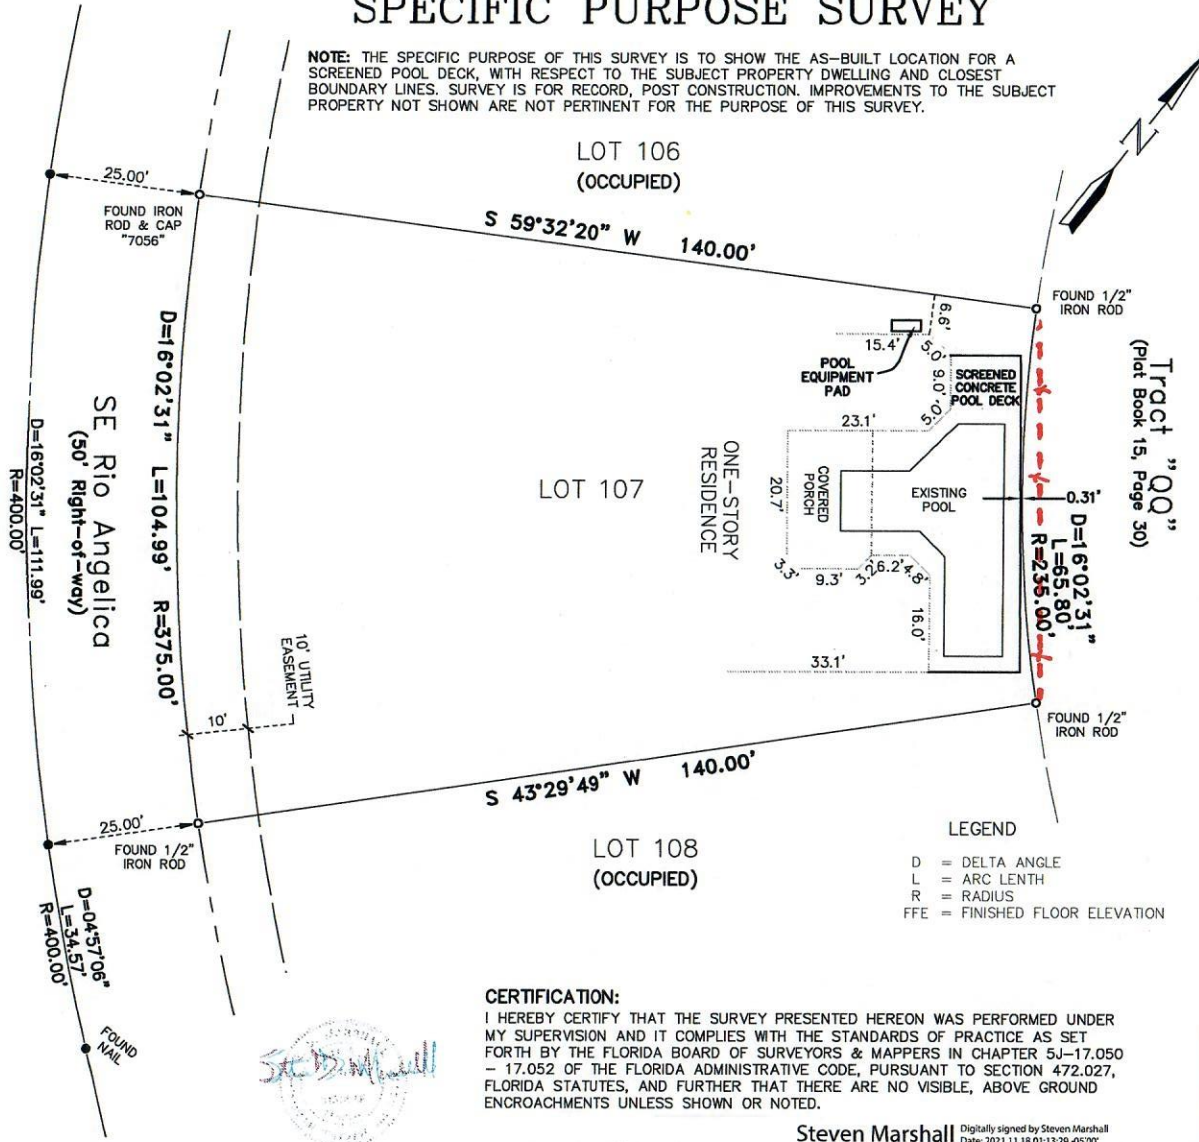 SPECIFIC PURPOSE SURVEY
NOTE: THE SPECIFIC PURPOSE OF THIS SURVEY IS TO SHOW THE AS-BUILT LOCATION FOR A
SCREENED POOL DECK, WITH RESPECT TO THE SUBJECT PROPERTY DWELLING AND CLOSEST
BOUNDARY LINES. SURVEY IS FOR RECORD, POST CONSTRUCTION. IMPROVEMENTS TO THE SUBJECT
PROPERTY NOT SHOWN ARE NOT PERTINENT FOR THE PURPOSE OF THIS SURVEY.
N
LOT 106
(OCCUPIED)
25.00'
FOUND IRON
ROD & CAP
"7056"
S 59°32'20" W 140.00'
FOUND 1/2"
IRON ROD
Tract "QQ"
(Plat Book 15, Page 30)
6.6'
15.4'
5.0'
POOL
EQUIPMENT
PAD
9.0'
SCREENED
CONCRETE
POOL DECK
5.0'
23.1'
D=16°02'31" L=104.99' R=375.00'
SE Rio Angelica
(50' Right-of-way)
D=16°02'31" L=111.99'
R=400.00'
LOT 107
ONE-STORY
RESIDENCE
20.7'
COVERED
PORCH
EXISTING
POOL
0.31'
D=16°02'31"
L=65.80'
R=235.00'
3.3'
9.3'
3.2'
6.2'
4.8'
16.0'
33.1'
10' UTILITY
EASEMENT
10'
FOUND 1/2"
IRON ROD
S 43°29'49" W 140.00'
25.00'
FOUND 1/2"
IRON ROD
LOT 108
(OCCUPIED)
D=04°57'06"
L=34.57'
R=400.00'
FOUND
NAIL
LEGEND
D = DELTA ANGLE
L = ARC LENTH
R = RADIUS
FFE = FINISHED FLOOR ELEVATION
CERTIFICATION:
I HEREBY CERTIFY THAT THE SURVEY PRESENTED HEREON WAS PERFORMED UNDER
MY SUPERVISION AND IT COMPLIES WITH THE STANDARDS OF PRACTICE AS SET
FORTH BY THE FLORIDA BOARD OF SURVEYORS & MAPPERS IN CHAPTER 5J-17.050
- 17.052 OF THE FLORIDA ADMINISTRATIVE CODE, PURSUANT TO SECTION 472.027,
FLORIDA STATUTES, AND FURTHER THAT THERE ARE NO VISIBLE, ABOVE GROUND
ENCROACHMENTS UNLESS SHOWN OR NOTED.
Steven Marshall
Digitally signed by Steven Marshall
Date: 2021.11.18 01:13:29 -05'00'